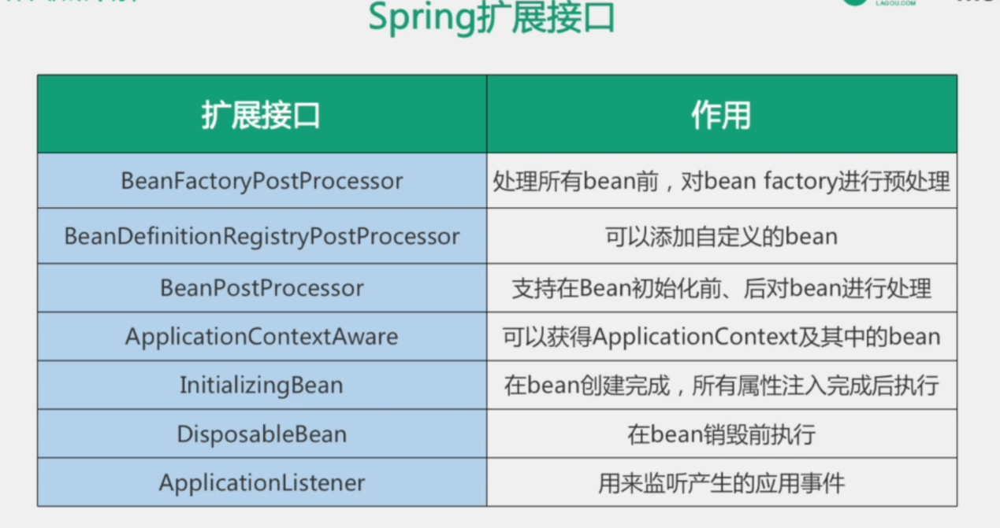 LAGOU.COM
Spring扩展接口
扩展接口
作用
BeanFactoryPostProcessor
处理所有bean前，对bean factory进行预处理
BeanDefinitionRegistryPostProcessor
可以添加自定义的bean
BeanPostProcessor
支持在Bean初始化前、后对bean进行处理
ApplicationContextAware
可以获得ApplicationContext及其中的bean
InitializingBean
在bean创建完成，所有属性注入完成后执行
DisposableBean
在bean销毁前执行
ApplicationListener
用来监听产生的应用事件